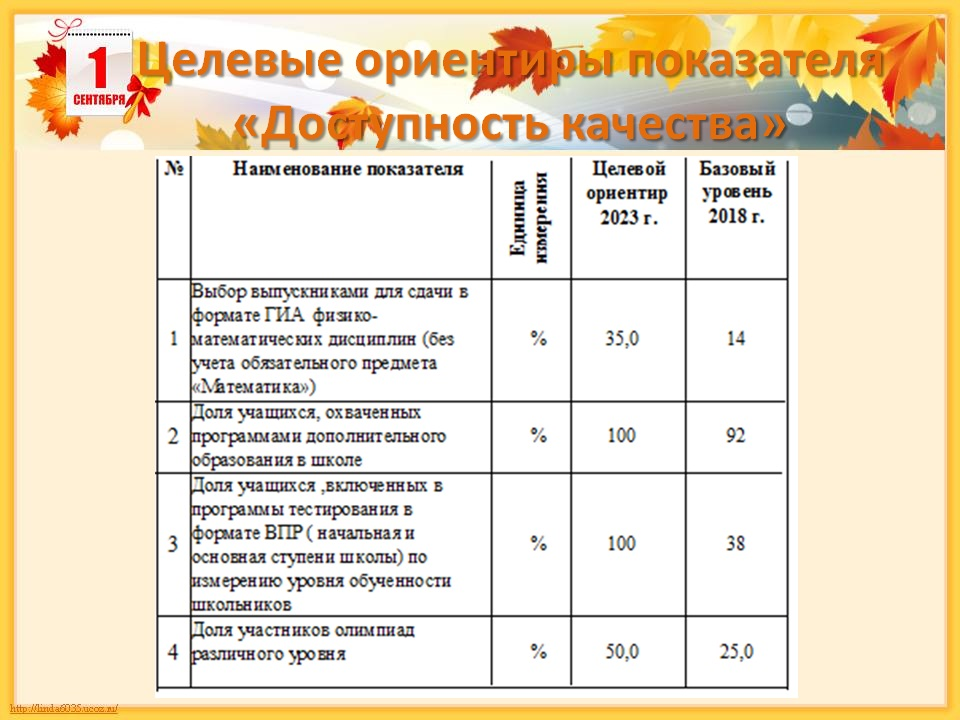 1
СЕНТЯБРЯ
Целевые ориентиры показателя
«Доступность качества»
№ Наименование показателя Единица измерения Целевой ориентир 2023 г. Базовый уровень 2018 г.
1 Выбор выпускниками для сдачи в
формате ГИА физико-
математических дисциплин (без
учета обязательного предмета
«Математика») % 35,0 14
2 Доля учащихся, охваченных
программами дополнительного
образования в школе % 100 92
3 Доля учащихся ,включенных в
программы тестирования в
формате ВПР ( начальная и
основная ступени школы) по
измерению уровня обученности
школьников % 100 38
4 Доля участников олимпиад
различного уровня % 50,0 25,0
http://linda6035.ucoz.ru/